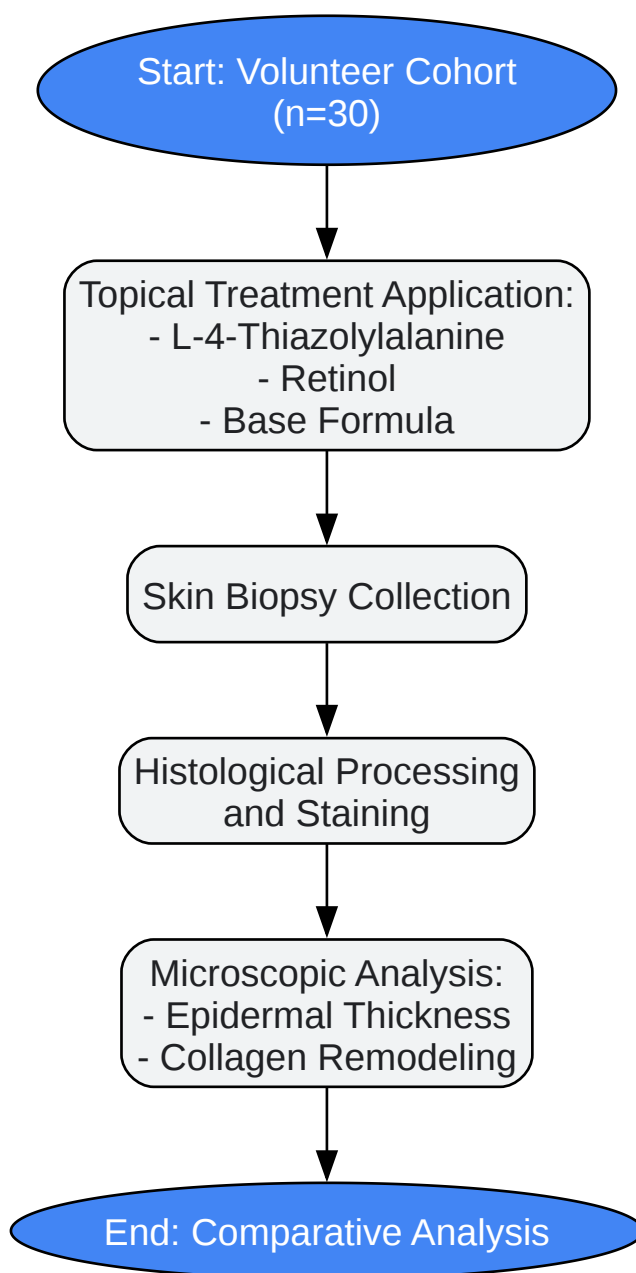 Start: Volunteer Cohort
(n=30)
Topical Treatment Application:
- L-4-Thiazolylalanine
- Retinol
- Base Formula
Skin Biopsy Collection
Histological Processing
and Staining
Microscopic Analysis:
- Epidermal Thickness
- Collagen Remodeling
End: Comparative Analysis